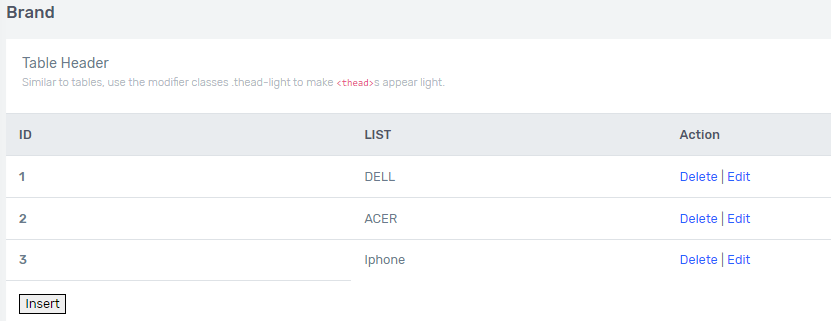 Brand
Table Header
Similar to tables, use the modifier classes .thead-light to make <thead>s appear light.
ID LIST Action
1 DELL Delete | Edit
2 ACER Delete | Edit
3 Iphone Delete | Edit
Insert